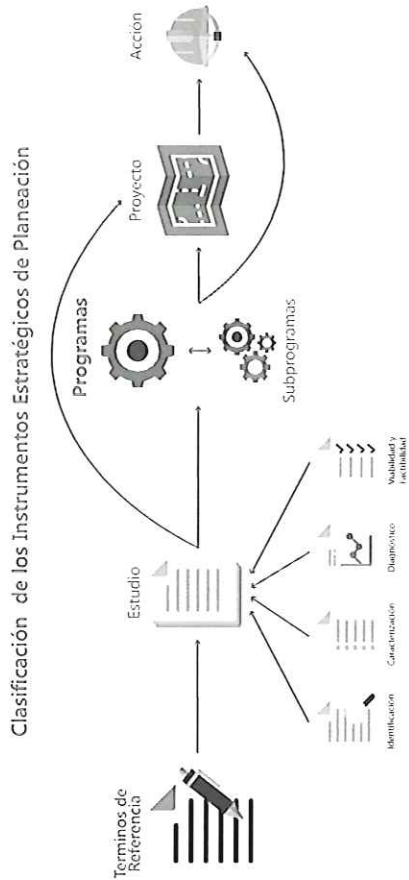 Clasificación de los Instrumentos Estratégicos de Planeación
Terminos de
Referencia
Estudio
Programas
Subprogramas
Proyecto
Acción
Identificación
Caracterización
Diagnóstico
Viabilidad y
Factibilidad